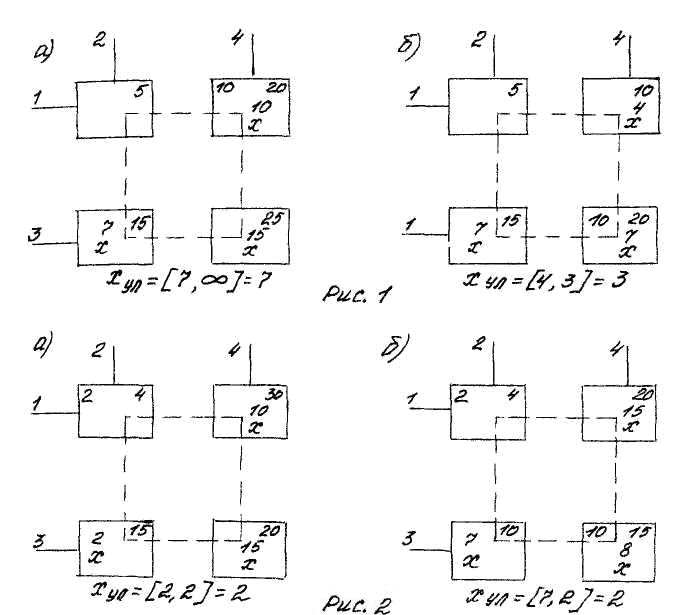 а) 2 4
1 5 10 20
10
х
3 7 15 25
х 15
х
х ул = [7, ∞] = 7
б) 2 4
1 5 10
4
х
1 7 15 10 20
х 7
х
х ул = [4, 3] = 3
Рис. 1
а) 2 4
1 2 4 30
10
х
3 2 15 20
х 15
х
х ул = [2, 2] = 2
б) 2 4
1 2 4 20
15
х
3 7 10 10 15
х 8
х
х ул = [7, 2] = 2
Рис. 2